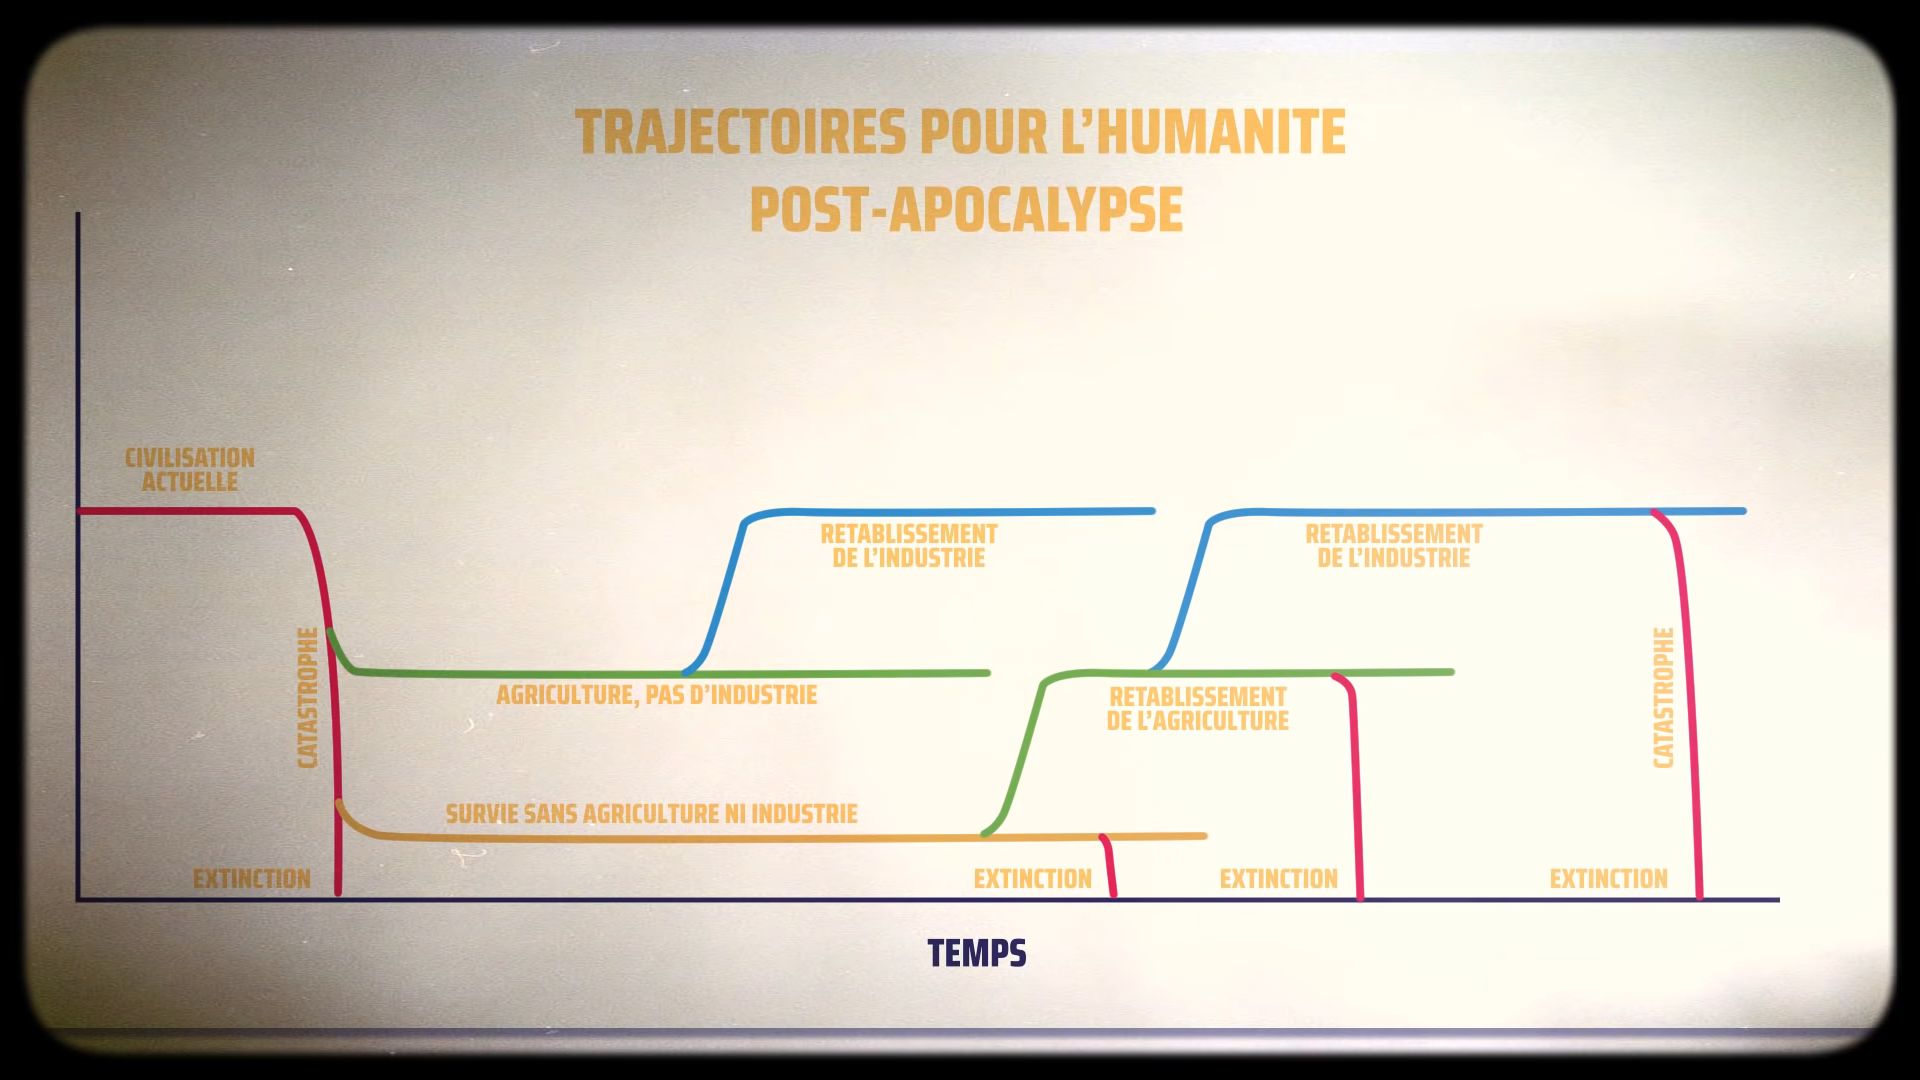 TRAJECTOIRES POUR L'HUMANITE
POST-APOCALYPSE
CIVILISATION
ACTUELLE
RETABLISSEMENT
DE L'INDUSTRIE
RETABLISSEMENT
DE L'INDUSTRIE
CATASTROPHE
CATASTROPHE
AGRICULTURE, PAS D'INDUSTRIE
RETABLISSEMENT
DE L'AGRICULTURE
SURVIE SANS AGRICULTURE NI INDUSTRIE
EXTINCTION
EXTINCTION
EXTINCTION
EXTINCTION
TEMPS